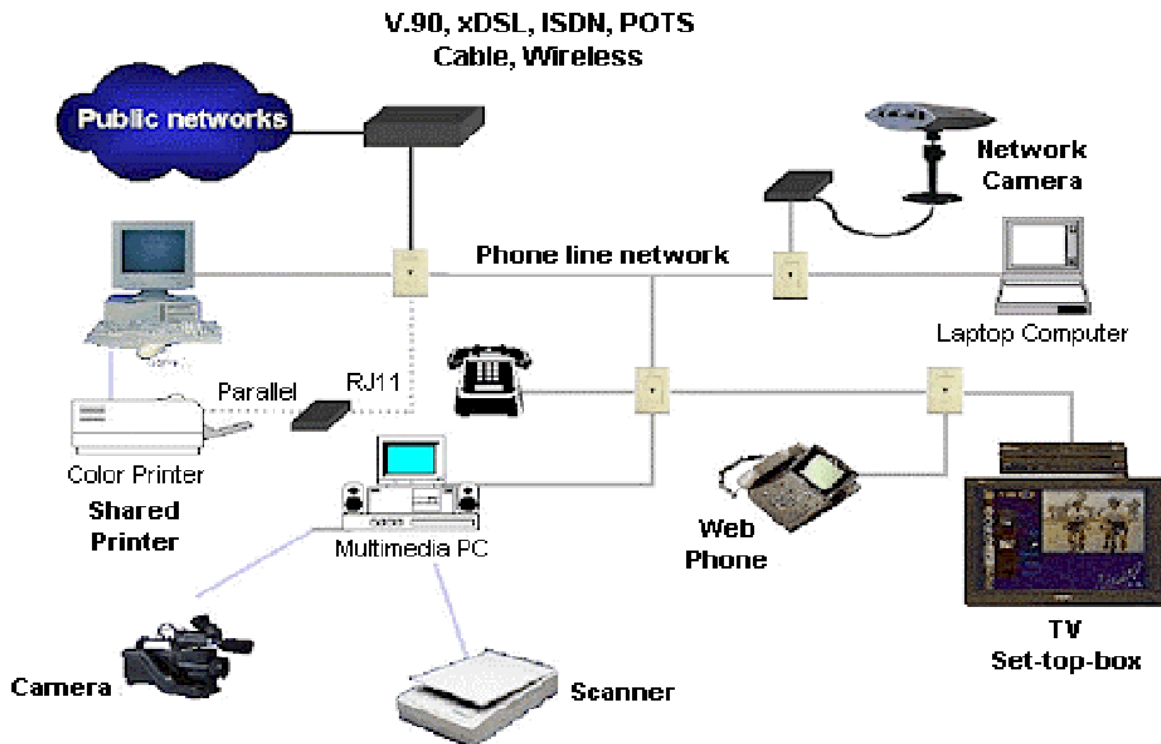 V.90, xDSL, ISDN, POTS
Cable, Wireless
Public networks
Network
Camera
Phone line network
Laptop Computer
Parallel
RJ11
Color Printer
Shared
Printer
Multimedia PC
Web
Phone
TV
Set-top-box
Camera
Scanner